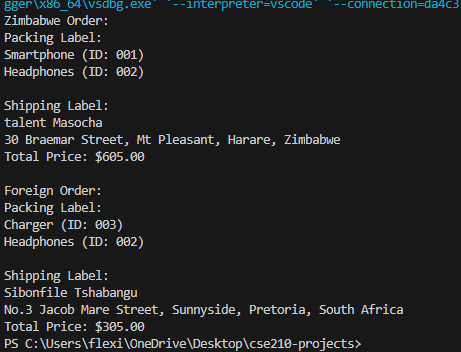 gger\x86_64\vsdbg.exe` `--interpreter=vscode` `--connection=da4c3
Zimbabwe Order:
Packing Label:
Smartphone (ID: 001)
Headphones (ID: 002)

Shipping Label:
talent Masocha
30 Braemar Street, Mt Pleasant, Harare, Zimbabwe
Total Price: $605.00

Foreign Order:
Packing Label:
Charger (ID: 003)
Headphones (ID: 002)

Shipping Label:
Sibonfile Tshabangu
No.3 Jacob Mare Street, Sunnyside, Pretoria, South Africa
Total Price: $305.00
PS C:\Users\flexi\OneDrive\Desktop\cse210-projects>